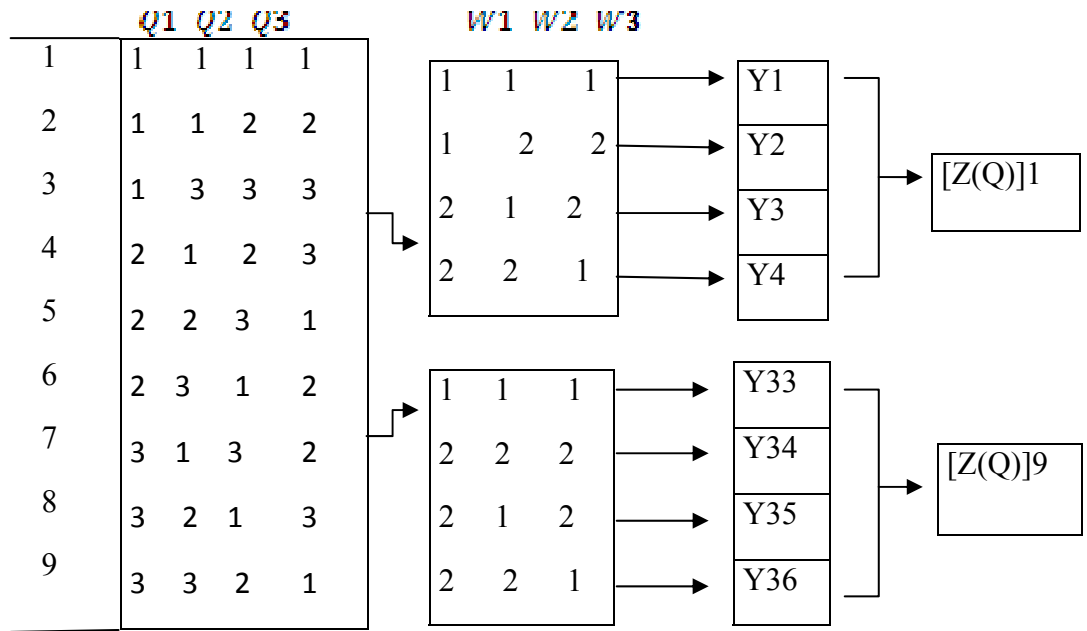 Q1 Q2 Q3 W1 W2 W3
1 1 1 1 1
2 1 1 2 2
3 1 3 3 3
4 2 1 2 3
5 2 2 3 1
6 2 3 1 2
7 3 1 3 2
8 3 2 1 3
9 3 3 2 1
1 1 1 Y1
1 2 2 Y2
2 1 2 Y3
2 2 1 Y4
[Z(Q)]1
1 1 1 Y33
2 2 2 Y34
2 1 2 Y35
2 2 1 Y36
[Z(Q)]9